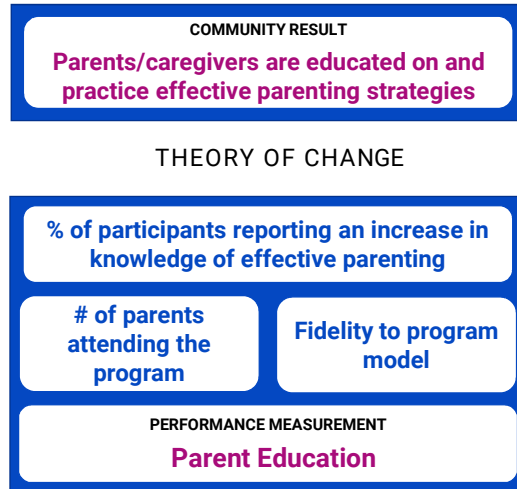 COMMUNITY RESULT
Parents/caregivers are educated on and
practice effective parenting strategies
THEORY OF CHANGE
% of participants reporting an increase in
knowledge of effective parenting
# of parents
attending the
program
Fidelity to program
model
PERFORMANCE MEASUREMENT
Parent Education